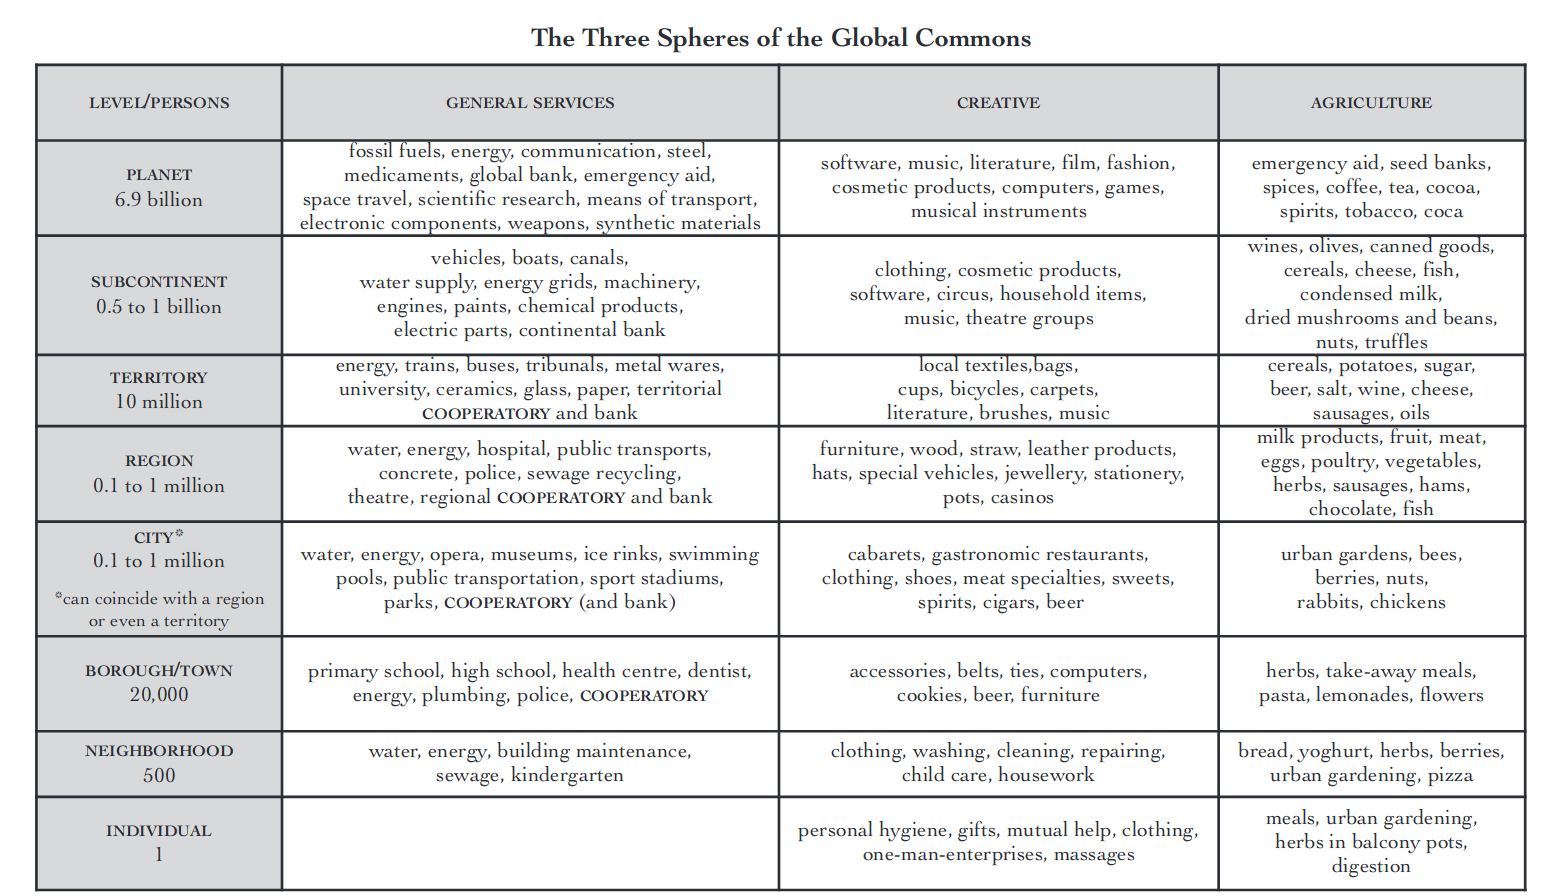 The Three Spheres of the Global Commons
LEVEL/PERSONS
GENERAL SERVICES
CREATIVE
AGRICULTURE
PLANET
6.9 billion
fossil fuels, energy, communication, steel,
medicaments, global bank, emergency aid,
space travel, scientific research, means of transport,
electronic components, weapons, synthetic materials
software, music, literature, film, fashion,
cosmetic products, computers, games,
musical instruments
emergency aid, seed banks,
spices, coffee, tea, cocoa,
spirits, tobacco, coca
SUBCONTINENT
0.5 to 1 billion
vehicles, boats, canals,
water supply, energy grids, machinery,
engines, paints, chemical products,
electric parts, continental bank
clothing, cosmetic products,
software, circus, household items,
music, theatre groups
wines, olives, canned goods,
cereals, cheese, fish,
condensed milk,
dried mushrooms and beans,
nuts, truffles
TERRITORY
10 million
energy, trains, buses, tribunals, metal wares,
university, ceramics, glass, paper, territorial
COOPERATORY and bank
local textiles,bags,
cups, bicycles, carpets,
literature, brushes, music
cereals, potatoes, sugar,
beer, salt, wine, cheese,
sausages, oils
REGION
0.1 to 1 million
water, energy, hospital, public transports,
concrete, police, sewage recycling,
theatre, regional COOPERATORY and bank
furniture, wood, straw, leather products,
hats, special vehicles, jewellery, stationery,
pots, casinos
milk products, fruit, meat,
eggs, poultry, vegetables,
herbs, sausages, hams,
chocolate, fish
CITY*
0.1 to 1 million
*can coincide with a region
or even a territory
water, energy, opera, museums, ice rinks, swimming
pools, public transportation, sport stadiums,
parks, COOPERATORY (and bank)
cabarets, gastronomic restaurants,
clothing, shoes, meat specialties, sweets,
spirits, cigars, beer
urban gardens, bees,
berries, nuts,
rabbits, chickens
BOROUGH/TOWN
20,000
primary school, high school, health centre, dentist,
energy, plumbing, police, COOPERATORY
accessories, belts, ties, computers,
cookies, beer, furniture
herbs, take-away meals,
pasta, lemonades, flowers
NEIGHBORHOOD
500
water, energy, building maintenance,
sewage, kindergarten
clothing, washing, cleaning, repairing,
child care, housework
bread, yoghurt, herbs, berries,
urban gardening, pizza
INDIVIDUAL
1
personal hygiene, gifts, mutual help, clothing,
one-man-enterprises, massages
meals, urban gardening,
herbs in balcony pots,
digestion